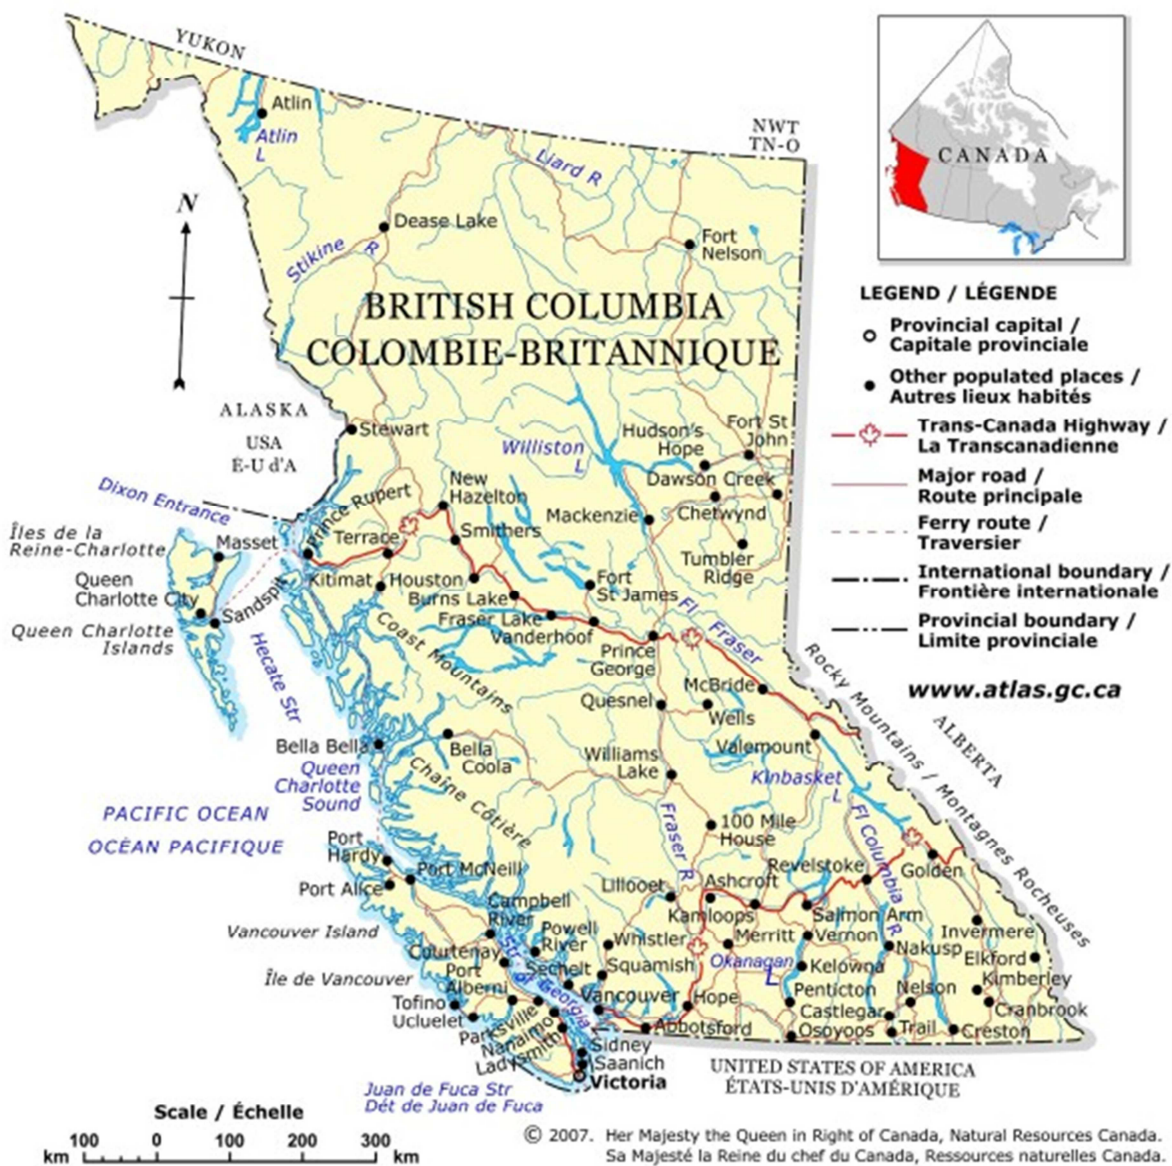 YUKON
NWT
TN-O
Atlin
Atlin
L
Liard R
N
Dease Lake
Stikine
R
Fort
Nelson
CANADA
BRITISH COLUMBIA
COLOMBIE-BRITANNIQUE
LEGEND / LÉGENDE
Provincial capital /
Capitale provinciale
Other populated places /
Autres lieux habités
Trans-Canada Highway /
La Transcanadienne
Major road /
Route principale
Ferry route /
Traversier
International boundary /
Frontière internationale
Provincial boundary /
Limite provinciale
www.atlas.gc.ca
ALASKA
USA
É-U d'A
Stewart
Williston
L
Hudson's
Hope
Fort St
John
Dawson Creek
Chetwynd
Mackenzie
Tumbler
Ridge
Dixon Entrance
Prince Rupert
New
Hazelton
Terrace
Smithers
Îles de la
Reine-Charlotte
Masset
Queen
Charlotte City
Sandspit
Queen Charlotte
Islands
Kitimat
Houston
Burns Lake
Fraser Lake
Vanderhoof
Fort
St James
Prince
George
Fl Fraser
Hecate Str
Coast Mountains
McBride
Quesnel
Wells
Valemount
Rocky Mountains / Montagnes Rocheuses
ALBERTA
Bella Bella
Bella
Coola
Queen
Charlotte
Sound
Chaîne Côtière
Williams
Lake
Kinbasket
L
PACIFIC OCEAN
OCÉAN PACIFIQUE
Fraser R
100 Mile
House
Fl Columbia
R
Port
Hardy
Port McNeill
Port Alice
Revelstoke
Golden
Lillooet
Ashcroft
Kamloops
Salmon Arm
Campbell
River
Vancouver Island
Île de Vancouver
Powell
River
Whistler
Merritt
Vernon
Nakusp
Invermere
Courtenay
Str of Georgia
Sechelt
Squamish
Okanagan
L
Kelowna
Elkford
Kimberley
Port
Alberni
Tofino
Ucluelet
Vancouver
Hope
Penticton
Nelson
Cranbrook
Castlegar
Parksville
Nanaimo
Ladysmith
Abbotsford
Osoyoos
Trail
Creston
Sidney
Saanich
Victoria
UNITED STATES OF AMERICA
ÉTATS-UNIS D'AMÉRIQUE
Juan de Fuca Str
Dét de Juan de Fuca
Scale / Échelle
100 0 100 200 300
km km
© 2007. Her Majesty the Queen in Right of Canada, Natural Resources Canada.
Sa Majesté la Reine du chef du Canada, Ressources naturelles Canada.